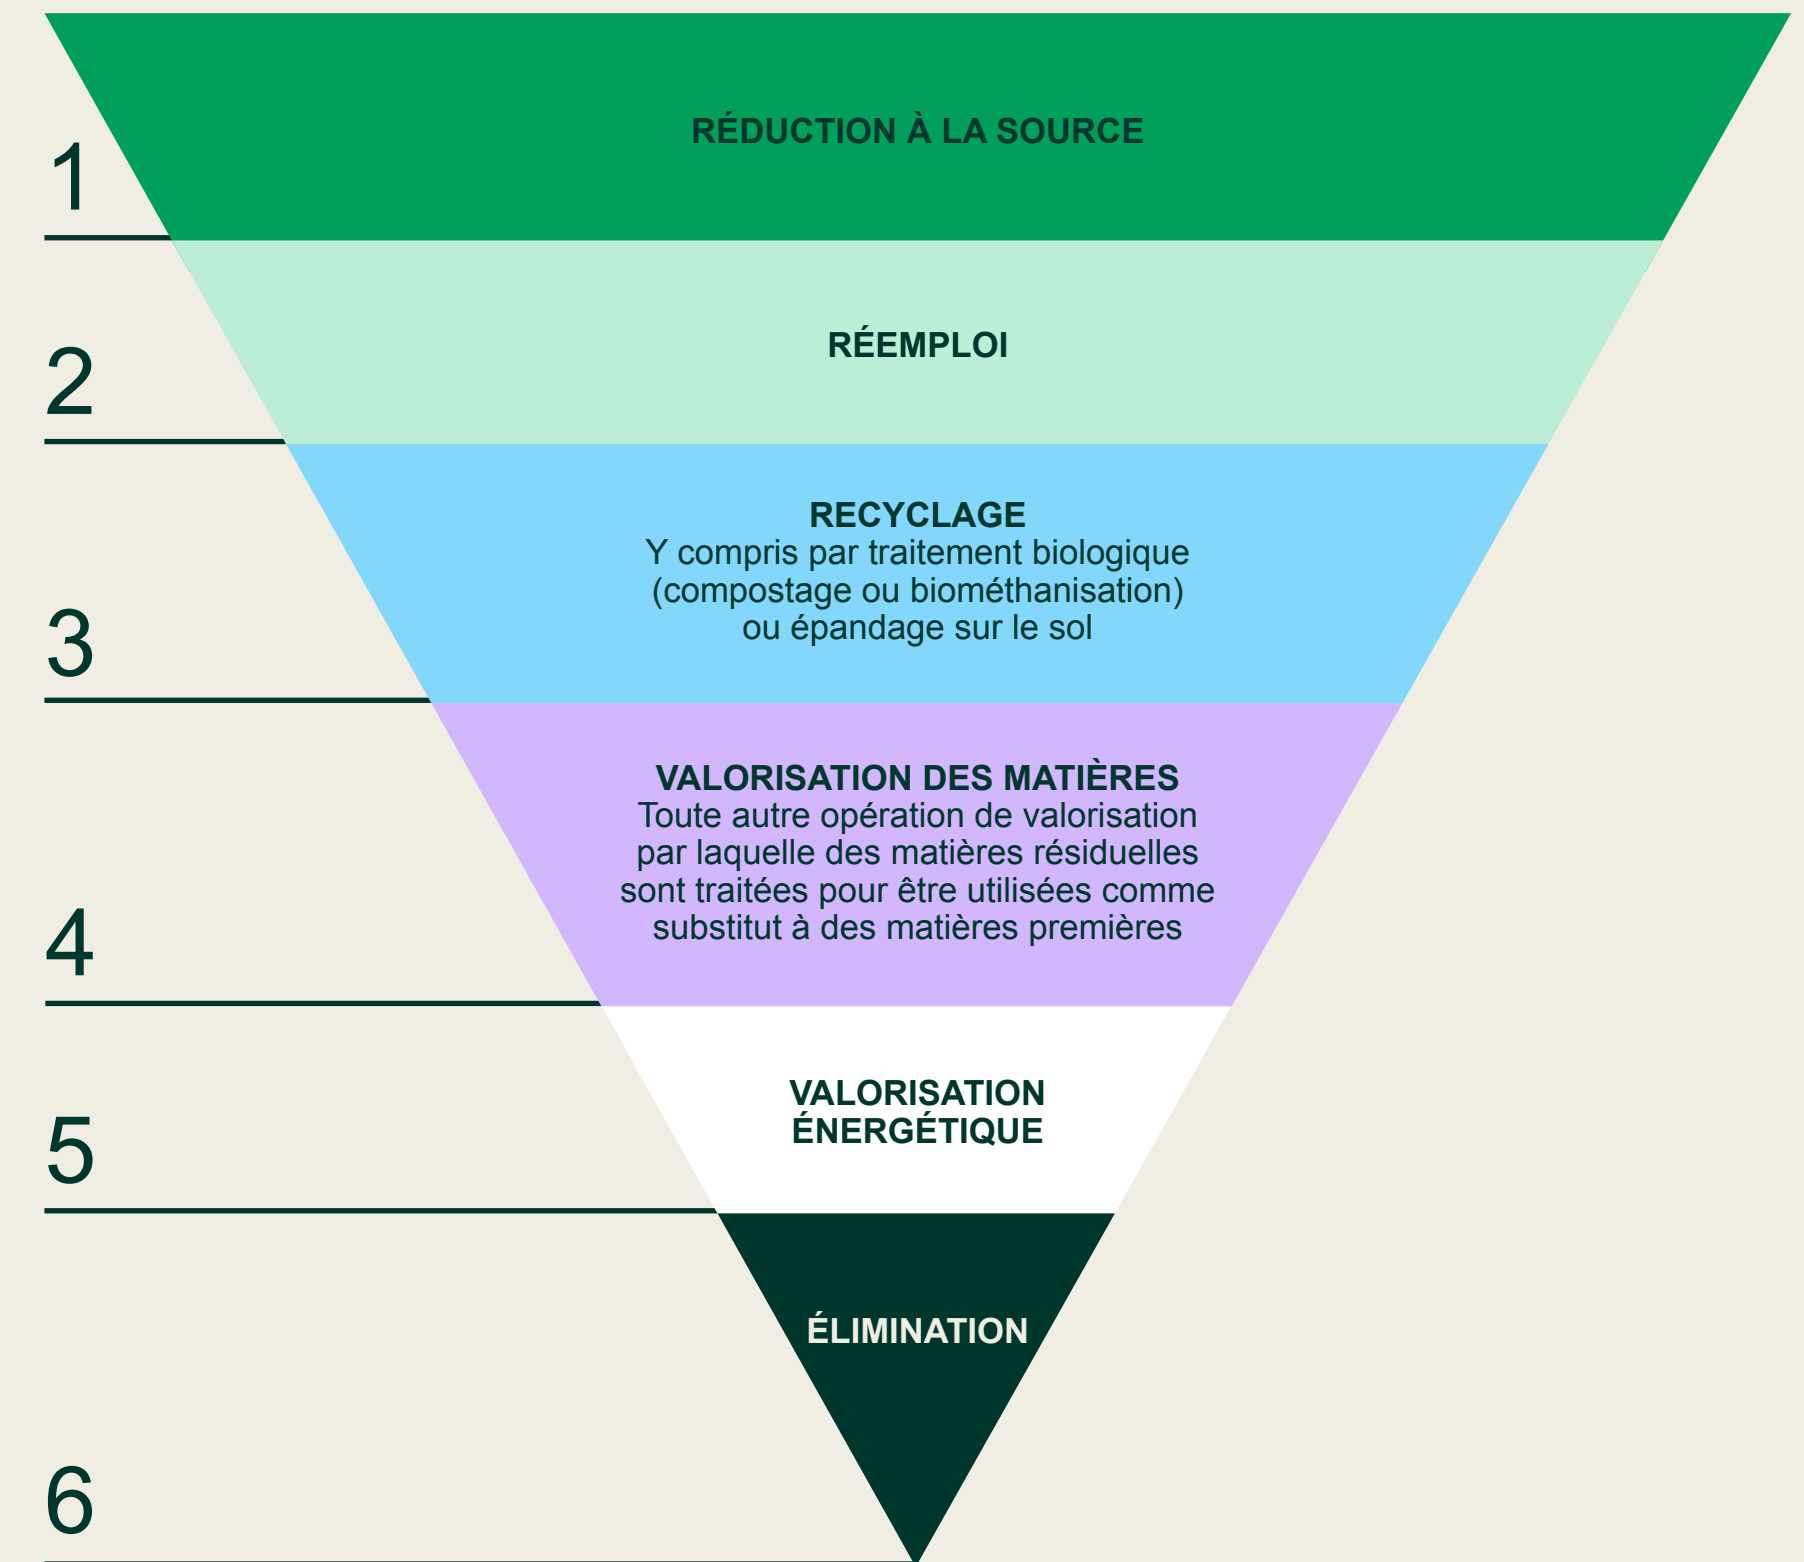 1
RÉDUCTION À LA SOURCE
2
RÉEMPLOI
3
RECYCLAGE
Y compris par traitement biologique
(compostage ou biométhanisation)
ou épandage sur le sol
4
VALORISATION DES MATIÈRES
Toute autre opération de valorisation
par laquelle des matières résiduelles
sont traitées pour être utilisées comme
substitut à des matières premières
5
VALORISATION
ÉNERGÉTIQUE
6
ÉLIMINATION